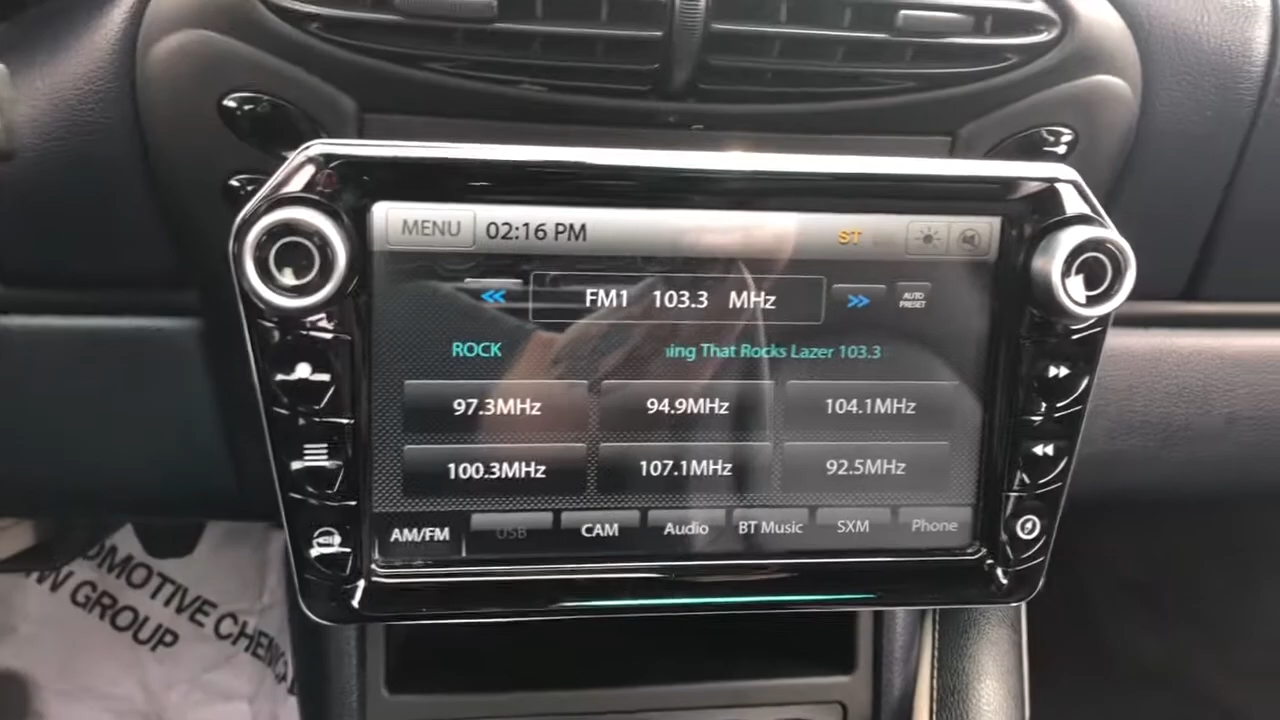 MENU 02:16 PM ST
<< FM1 103.3 MHz >> AUTO PRESET
ROCK ing That Rocks Lazer 103.3
97.3MHz 94.9MHz 104.1MHz
100.3MHz 107.1MHz 92.5MHz
AM/FM USB CAM Audio BT Music SXM Phone
OMOTIVE CHEMICAL
W GROUP